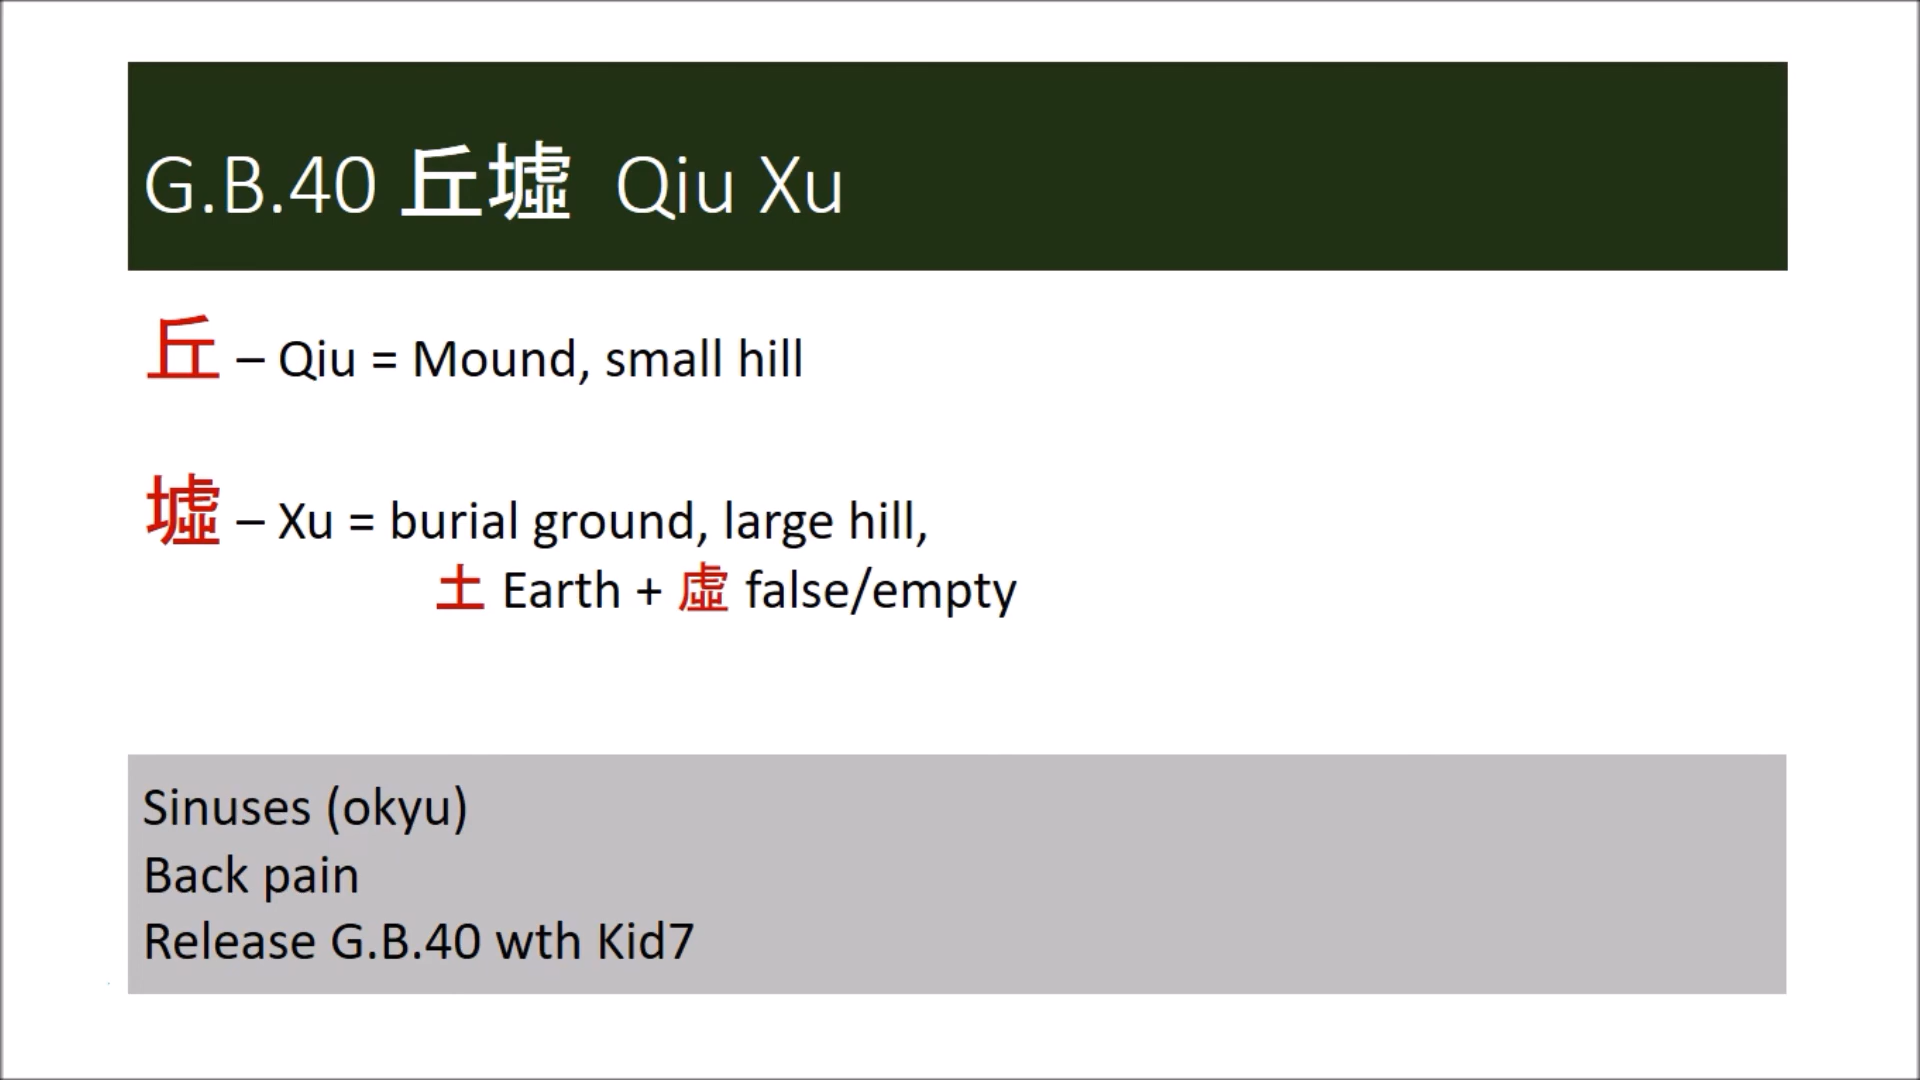 G.B.40 丘墟 Qiu Xu
丘 – Qiu = Mound, small hill
墟 – Xu = burial ground, large hill,
土 Earth + 虛 false/empty
Sinuses (okyu)
Back pain
Release G.B.40 wth Kid7